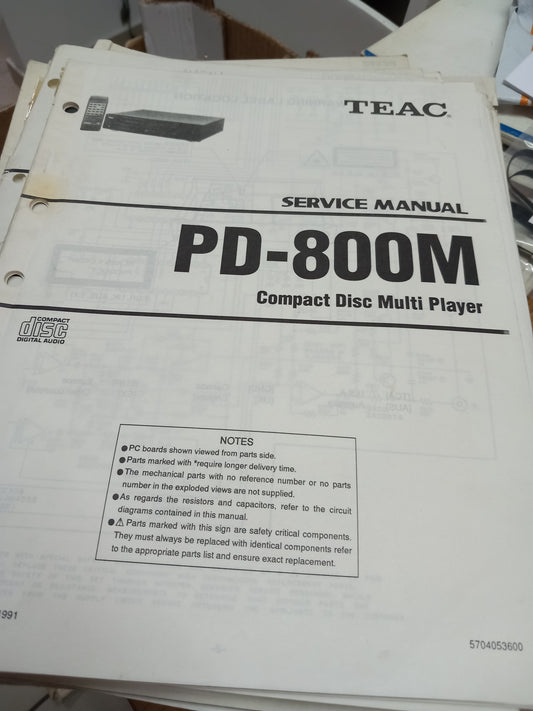 TEAC®
SERVICE MANUAL
PD-800M
Compact Disc Multi Player
COMPACT
disc
DIGITAL AUDIO
NOTES
●PC boards shown viewed from parts side.
●Parts marked with *require longer delivery time.
●The mechanical parts with no reference number or no parts
number in the exploded views are not supplied.
●As regards the resistors and capacitors, refer to the circuit
diagrams contained in this manual.
●⚠ Parts marked with this sign are safety critical components.
They must always be replaced with identical components refer
to the appropriate parts list and ensure exact replacement.
1991
5704053600